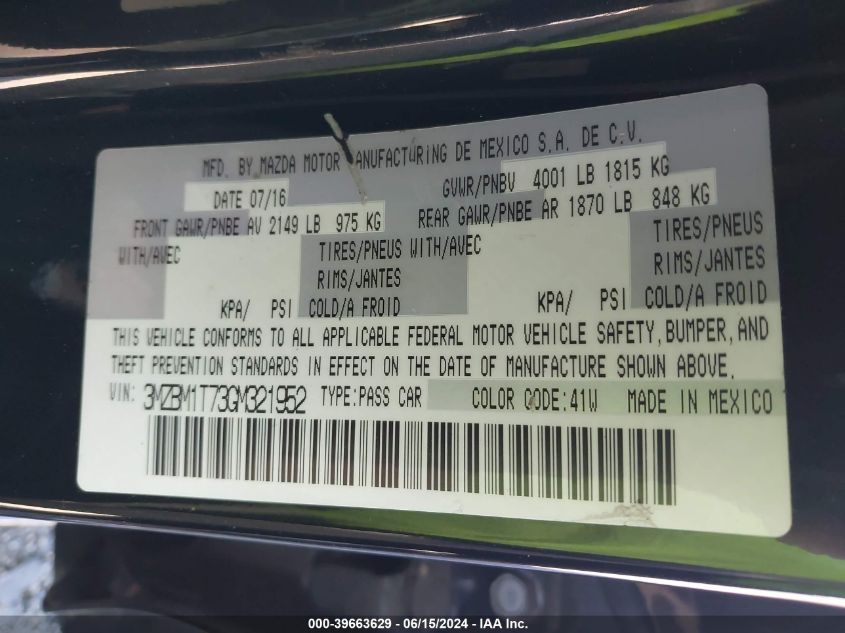 MFD. BY MAZDA MOTOR MANUFACTURING DE MEXICO S.A. DE C.V.
DATE 07/16 GVWR/PNBV 4001 LB 1815 KG
FRONT GAWR/PNBE AV 2149 LB 975 KG REAR GAWR/PNBE AR 1870 LB 848 KG
WITH/AVEC TIRES/PNEUS WITH/AVEC TIRES/PNEUS
RIMS/JANTES RIMS/JANTES
KPA/ PSI COLD/A FROID KPA/ PSI COLD/A FROID
THIS VEHICLE CONFORMS TO ALL APPLICABLE FEDERAL MOTOR VEHICLE SAFETY, BUMPER, AND
THEFT PREVENTION STANDARDS IN EFFECT ON THE DATE OF MANUFACTURE SHOWN ABOVE.
VIN: 3MZBM1T73GM321952 TYPE:PASS CAR COLOR CODE:41W MADE IN MEXICO
000-39663629 - 06/15/2024 - IAA Inc.